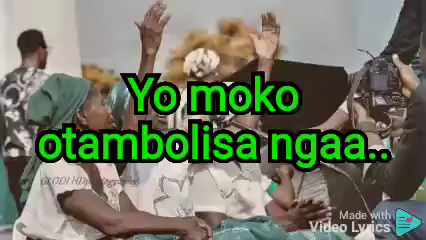 Yo moko
otambolisa ngaa..
Made with
Video Lyrics